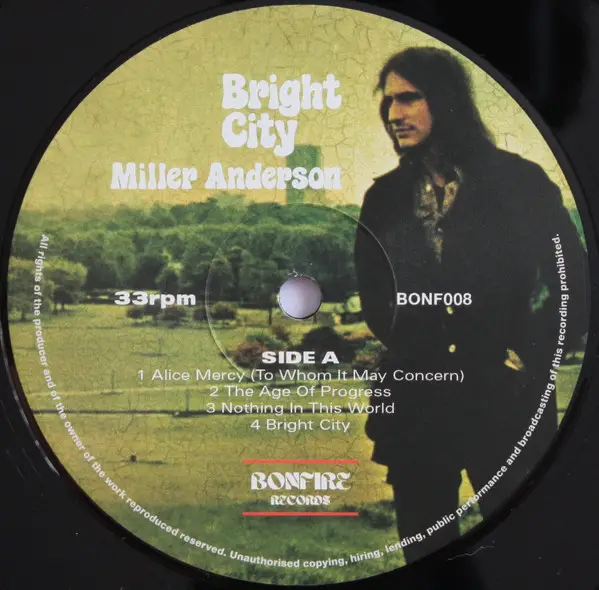 Bright
City
Miller Anderson
33rpm
BONF008
SIDE A
1 Alice Mercy (To Whom It May Concern)
2 The Age Of Progress
3 Nothing In This World
4 Bright City
BONFIRE
RECORDS
All rights of the producer and of the owner of the work reproduced reserved. Unauthorised copying, hiring, lending, public performance and broadcasting of this recording prohibited.